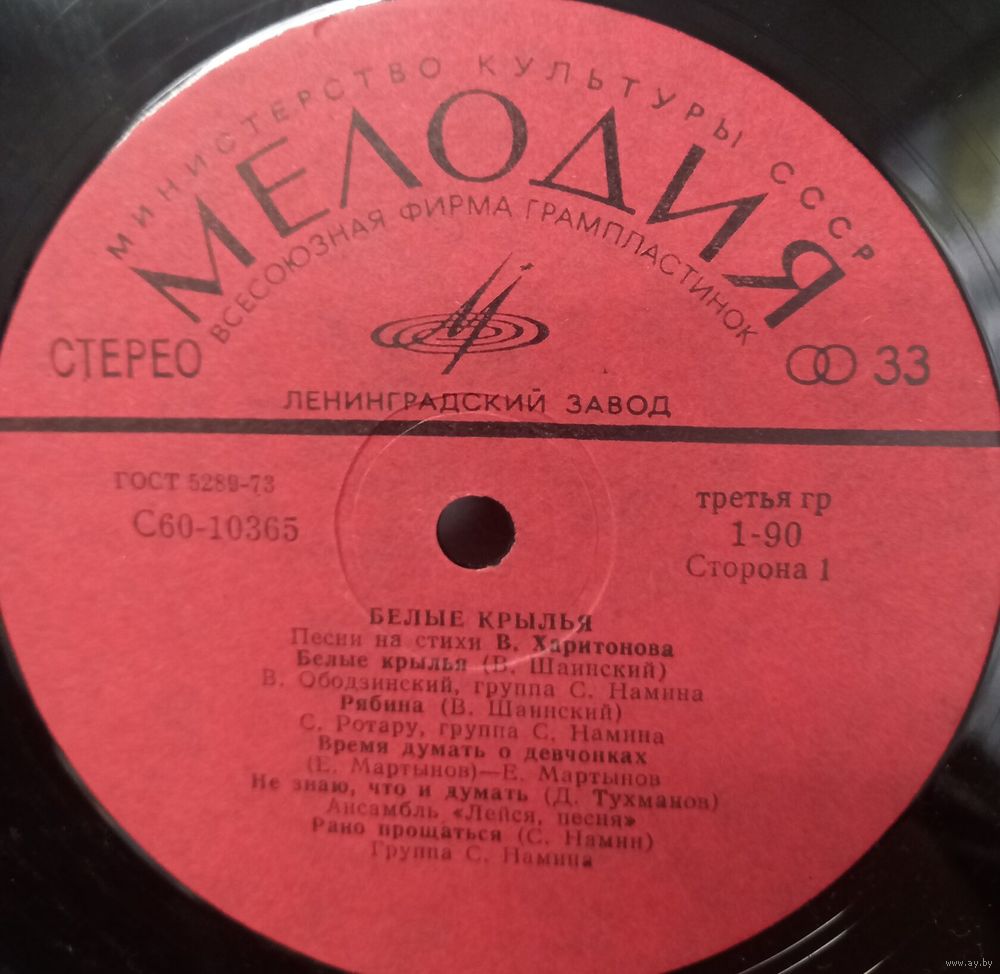 МИНИСТЕРСТВО КУЛЬТУРЫ СССР
МЕЛОДИЯ
ВСЕСОЮЗНАЯ ФИРМА ГРАМПЛАСТИНОК
СТЕРЕО
33
ЛЕНИНГРАДСКИЙ ЗАВОД
ГОСТ 5289-73
С60-10365
третья гр
1-90
Сторона 1
БЕЛЫЕ КРЫЛЬЯ
Песни на стихи В. Харитонова
Белые крылья (В. Шаинский)
В. Ободзинский, группа С. Намина
Рябина (В. Шаинский)
С. Ротару, группа С. Намина
Время думать о девчонках
(Е. Мартынов)—Е. Мартынов
Не знаю, что и думать (Д. Тухманов)
Ансамбль «Лейся, песня»
Рано прощаться (С. Намин)
Группа С. Намина
www.ay.by